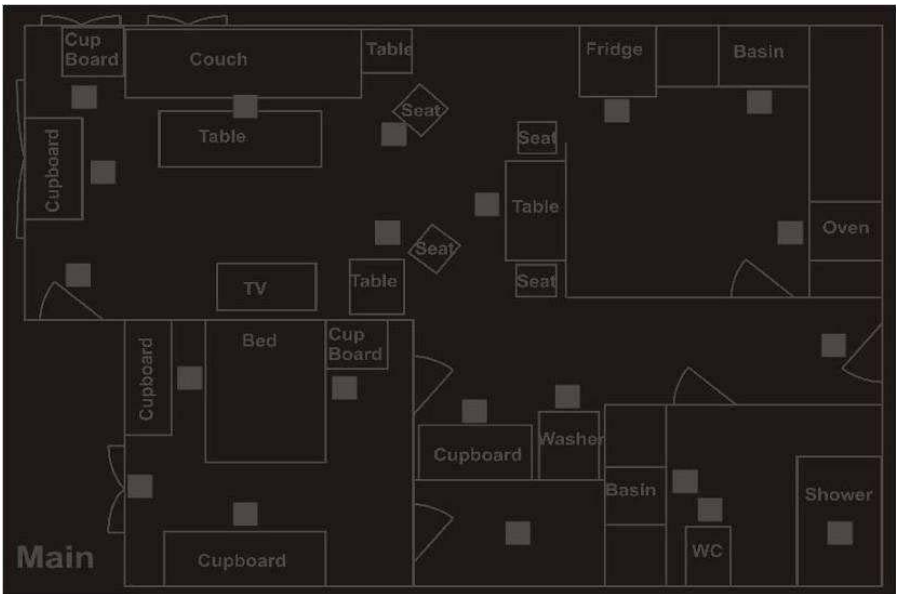 Cup
Board
Couch
Table
Fridge
Basin
Seat
Table
Seat
Cupboard
Table
Oven
Seat
TV
Table
Seat
Bed
Cup
Board
Cupboard
Cupboard
Washer
Basin
Shower
WC
Cupboard
Main